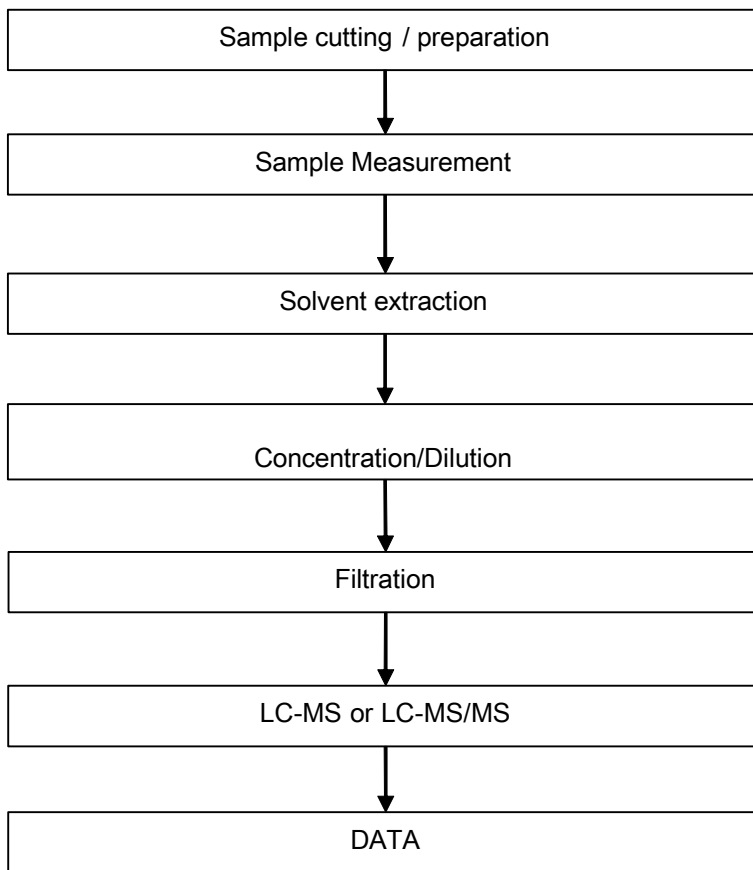 Sample cutting / preparation
Sample Measurement
Solvent extraction
Concentration/Dilution
Filtration
LC-MS or LC-MS/MS
DATA